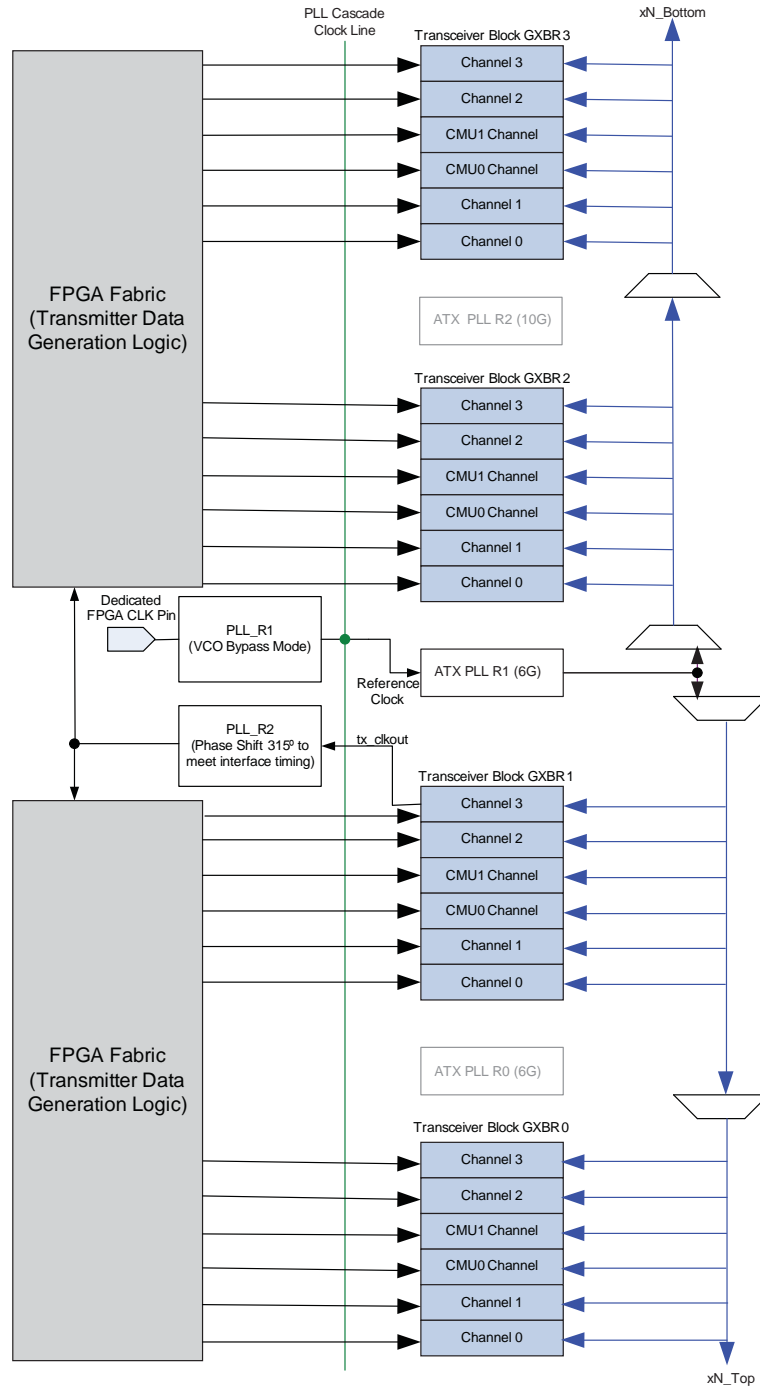 PLL Cascade
Clock Line
xN_Bottom
Transceiver Block GXBR3
Channel 3
Channel 2
CMU1 Channel
CMU0 Channel
Channel 1
Channel 0
FPGA Fabric
(Transmitter Data
Generation Logic)
ATX PLL R2 (10G)
Transceiver Block GXBR2
Channel 3
Channel 2
CMU1 Channel
CMU0 Channel
Channel 1
Channel 0
Dedicated
FPGA CLK Pin
PLL_R1
(VCO Bypass Mode)
Reference
Clock
ATX PLL R1 (6G)
PLL_R2
(Phase Shift 315º to
meet interface timing)
tx_clkout
Transceiver Block GXBR1
Channel 3
Channel 2
CMU1 Channel
CMU0 Channel
Channel 1
Channel 0
FPGA Fabric
(Transmitter Data
Generation Logic)
ATX PLL R0 (6G)
Transceiver Block GXBR0
Channel 3
Channel 2
CMU1 Channel
CMU0 Channel
Channel 1
Channel 0
xN_Top